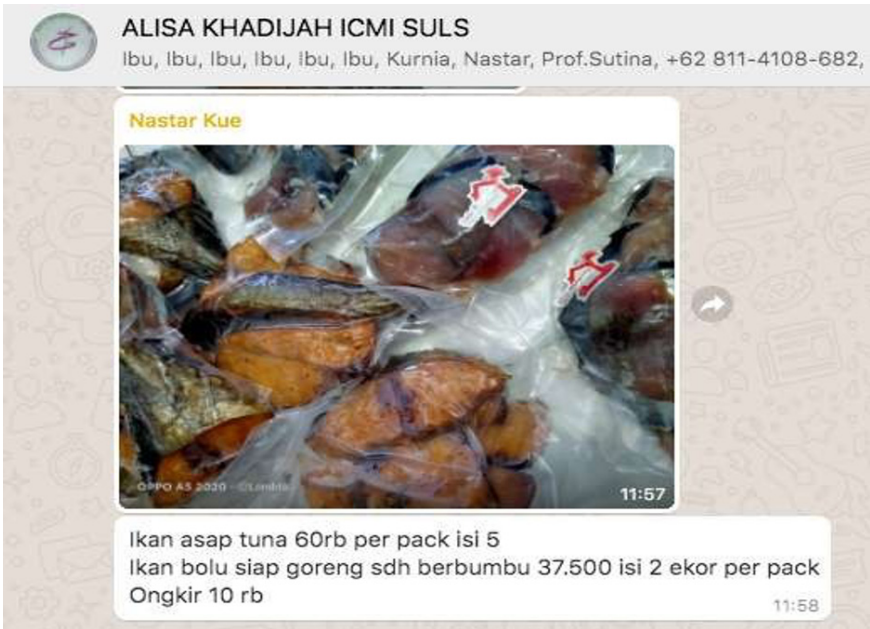 ALISA KHADIJAH ICMI SULS
Ibu, Ibu, Ibu, Ibu, Ibu, Ibu, Kurnia, Nastar, Prof.Sutina, +62 811-4108-682,
Nastar Kue
OPPO A5 2020
11:57
Ikan asap tuna 60rb per pack isi 5
Ikan bolu siap goreng sdh berbumbu 37.500 isi 2 ekor per pack
Ongkir 10 rb
11:58